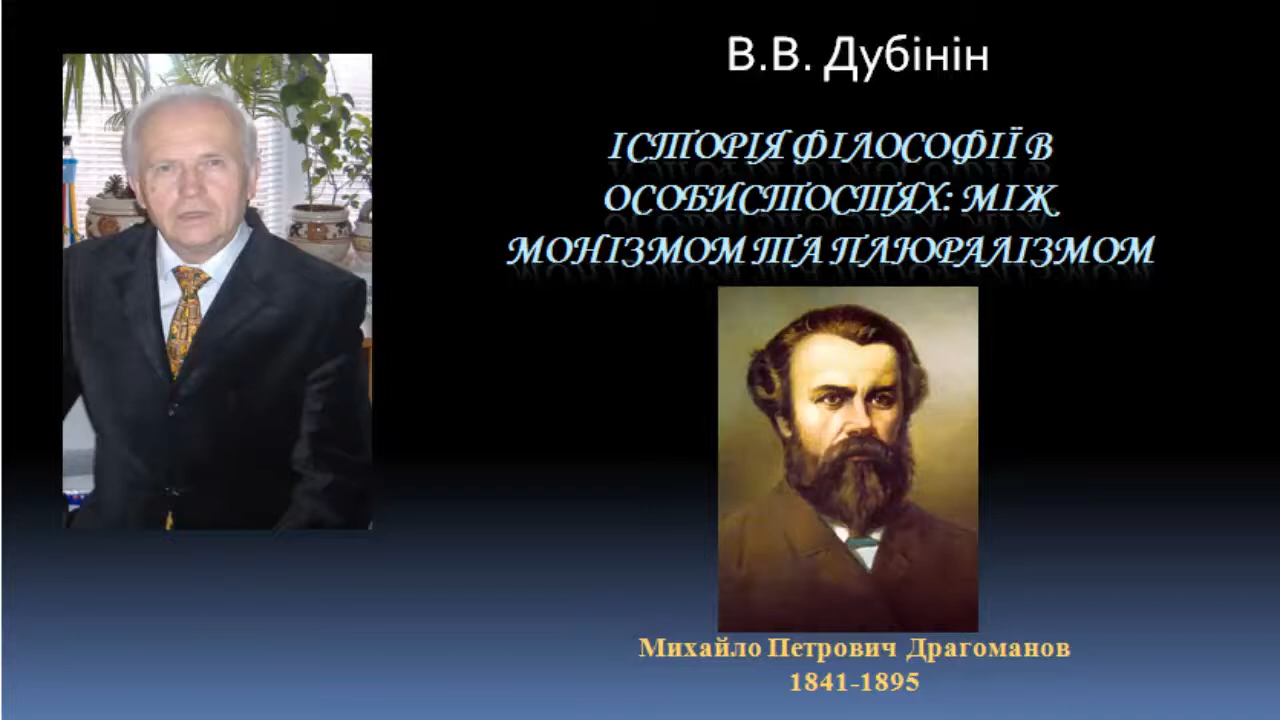 В.В. Дубінін
ІСТОРІЯ ФІЛОСОФІЇ В
ОСОБИСТОСТЯХ: МІЖ
МОНІЗМОМ ТА ПЛЮРАЛІЗМОМ
Михайло Петрович Драгоманов
1841-1895